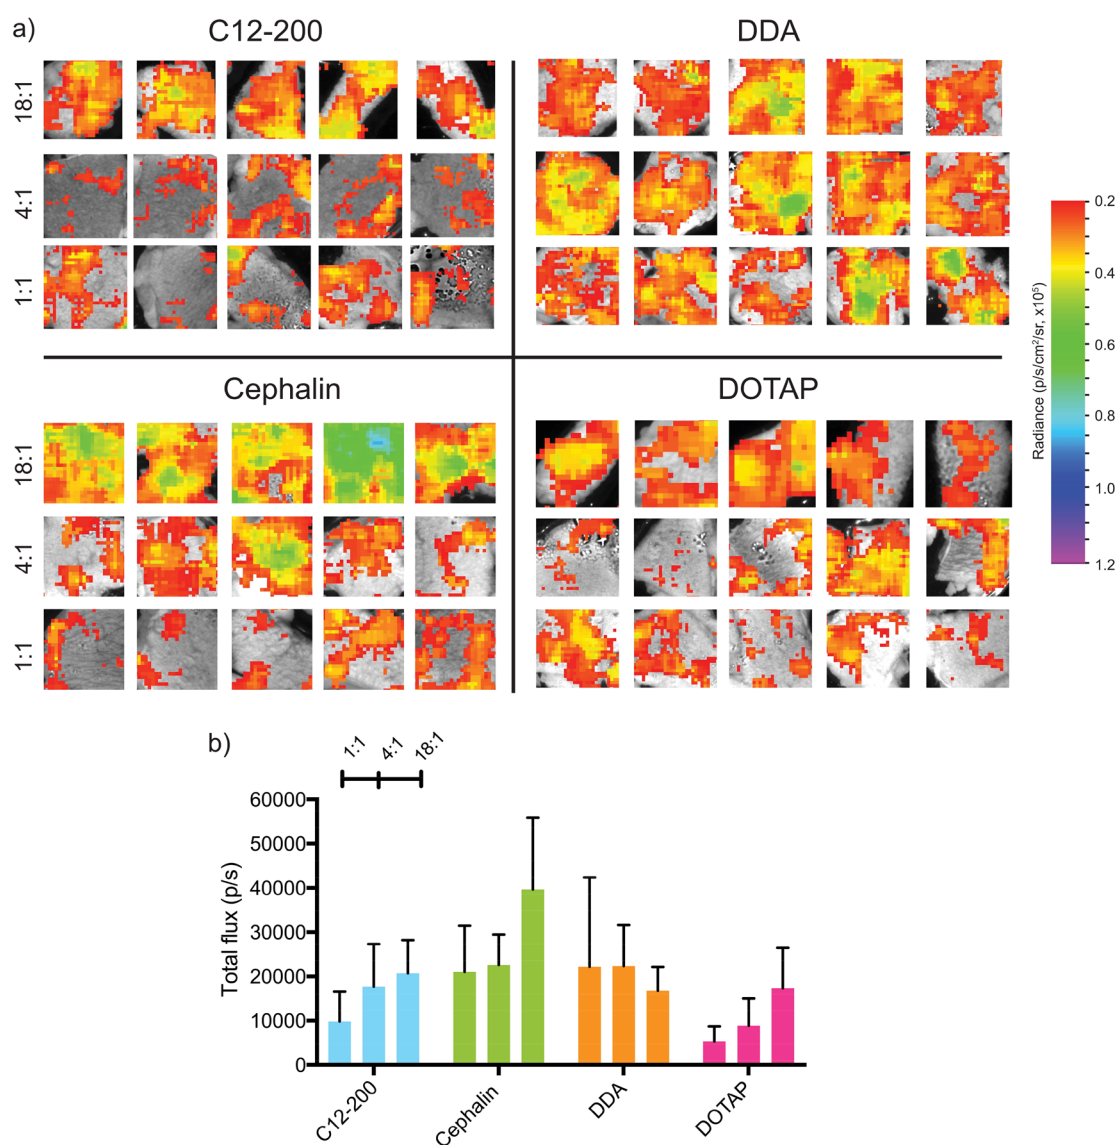 a)
C12-200
DDA
18:1
4:1
1:1
0.2
0.4
0.6
0.8
1.0
1.2
Radiance (p/s/cm²/sr, x10⁵)
Cephalin
DOTAP
18:1
4:1
1:1
b)
1:1
4:1
18:1
60000
50000
40000
30000
20000
10000
0
Total flux (p/s)
C12-200
Cephalin
DDA
DOTAP